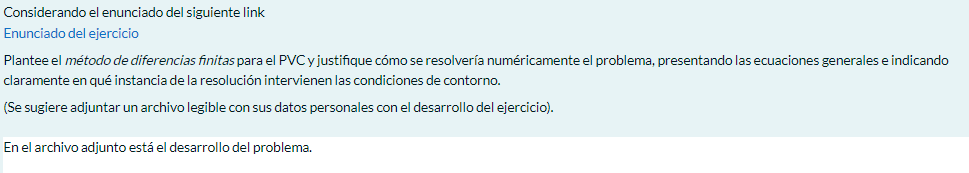 Considerando el enunciado del siguiente link
Enunciado del ejercicio
Plantee el método de diferencias finitas para el PVC y justifique cómo se resolvería numéricamente el problema, presentando las ecuaciones generales e indicando
claramente en qué instancia de la resolución intervienen las condiciones de contorno.
(Se sugiere adjuntar un archivo legible con sus datos personales con el desarrollo del ejercicio).
En el archivo adjunto está el desarrollo del problema.